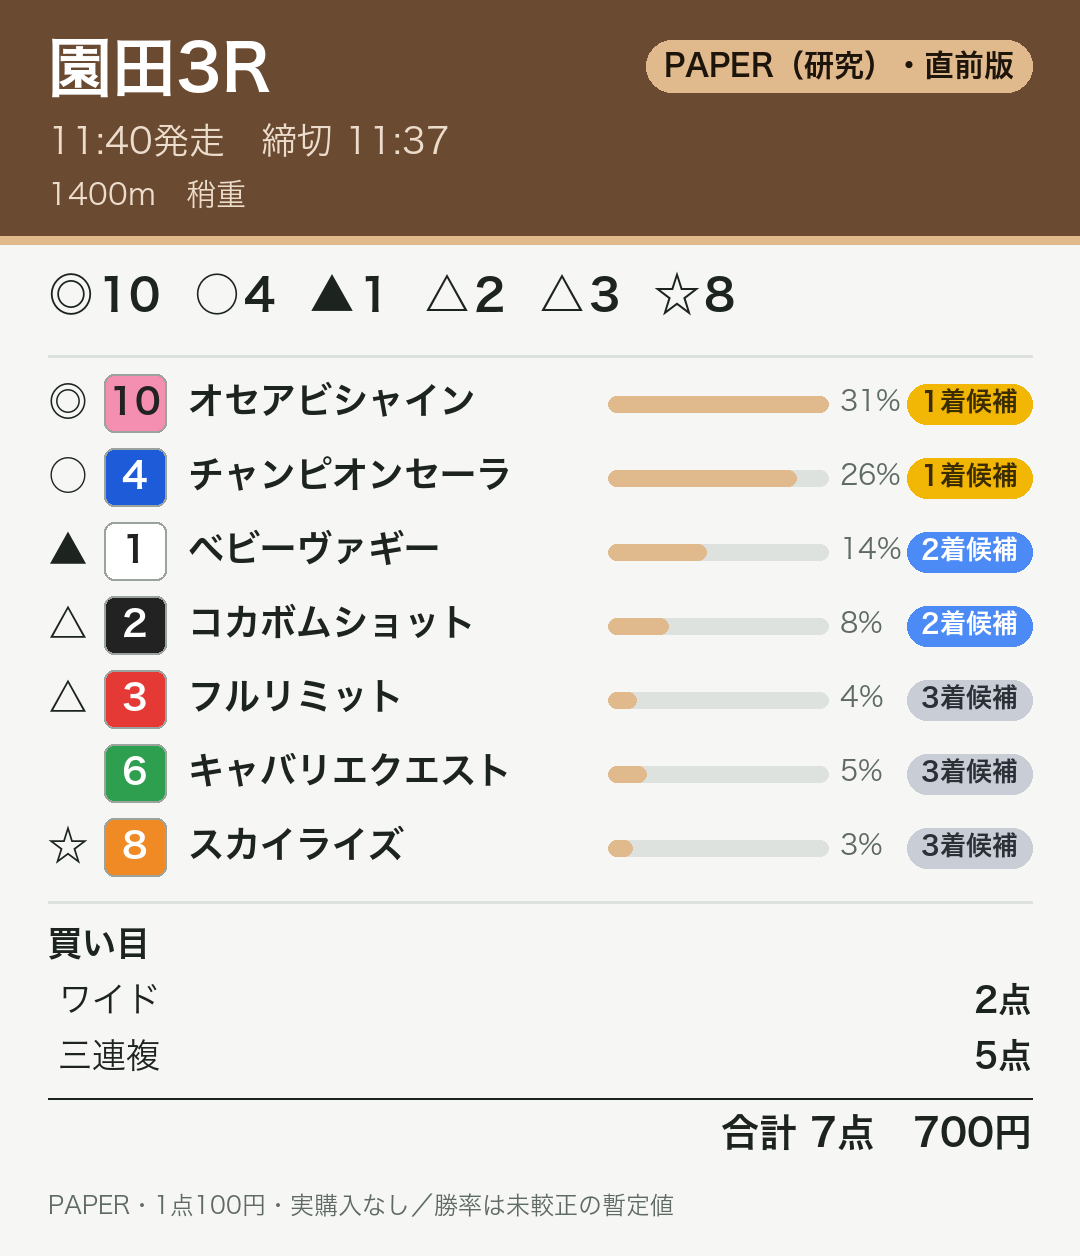 園田3R
PAPER（研究）・直前版
11:40発走　締切 11:37
1400m　稍重
◎10 ○4 ▲1 △2 △3 ☆8
◎ 10 オセアビシャイン 31% 1着候補
○ 4 チャンピオンセーラ 26% 1着候補
▲ 1 ベビーヴァギー 14% 2着候補
△ 2 コカボムショット 8% 2着候補
△ 3 フルリミット 4% 3着候補
6 キャバリエクエスト 5% 3着候補
☆ 8 スカイライズ 3% 3着候補
買い目
ワイド 2点
三連複 5点
合計 7点　700円
PAPER・1点100円・実購入なし／勝率は未較正の暫定値